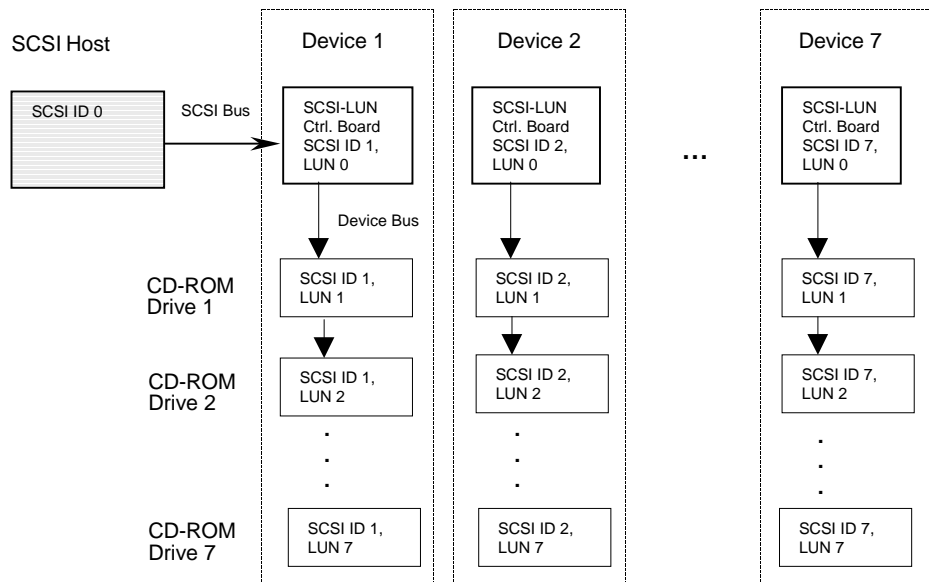 SCSI Host
Device 1
Device 2
Device 7
SCSI ID 0
SCSI Bus
SCSI-LUN
Ctrl. Board
SCSI ID 1,
LUN 0
SCSI-LUN
Ctrl. Board
SCSI ID 2,
LUN 0
...
SCSI-LUN
Ctrl. Board
SCSI ID 7,
LUN 0
Device Bus
CD-ROM
Drive 1
SCSI ID 1,
LUN 1
SCSI ID 2,
LUN 1
SCSI ID 7,
LUN 1
CD-ROM
Drive 2
SCSI ID 1,
LUN 2
SCSI ID 2,
LUN 2
SCSI ID 7,
LUN 2
CD-ROM
Drive 7
SCSI ID 1,
LUN 7
SCSI ID 2,
LUN 7
SCSI ID 7,
LUN 7